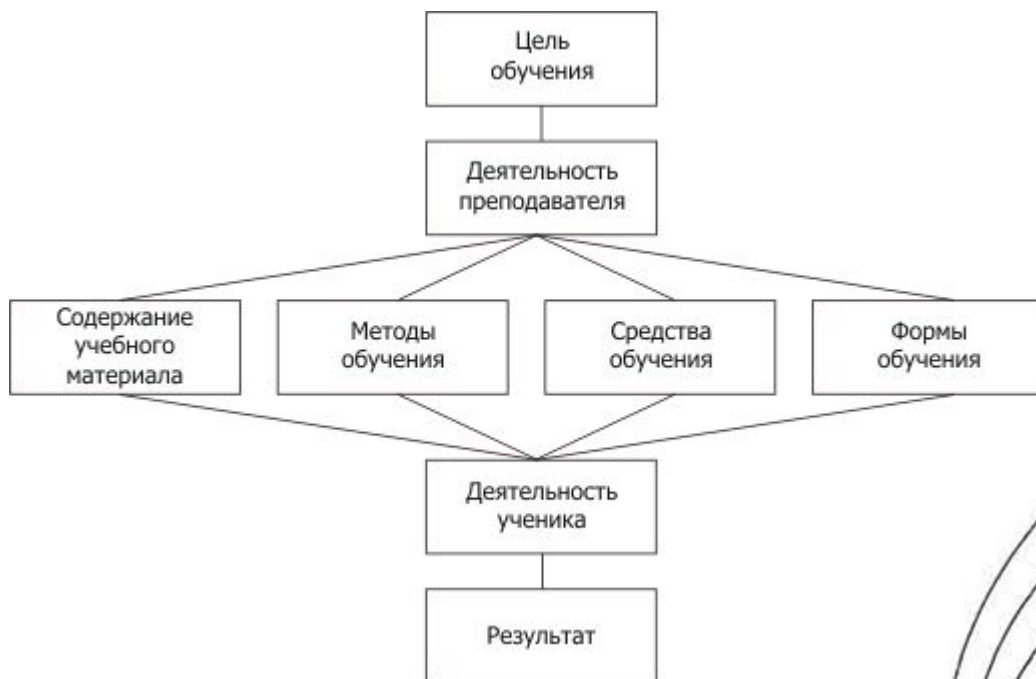 Цель
обучения
Деятельность
преподавателя
Содержание
учебного
материала
Методы
обучения
Средства
обучения
Формы
обучения
Деятельность
ученика
Результат